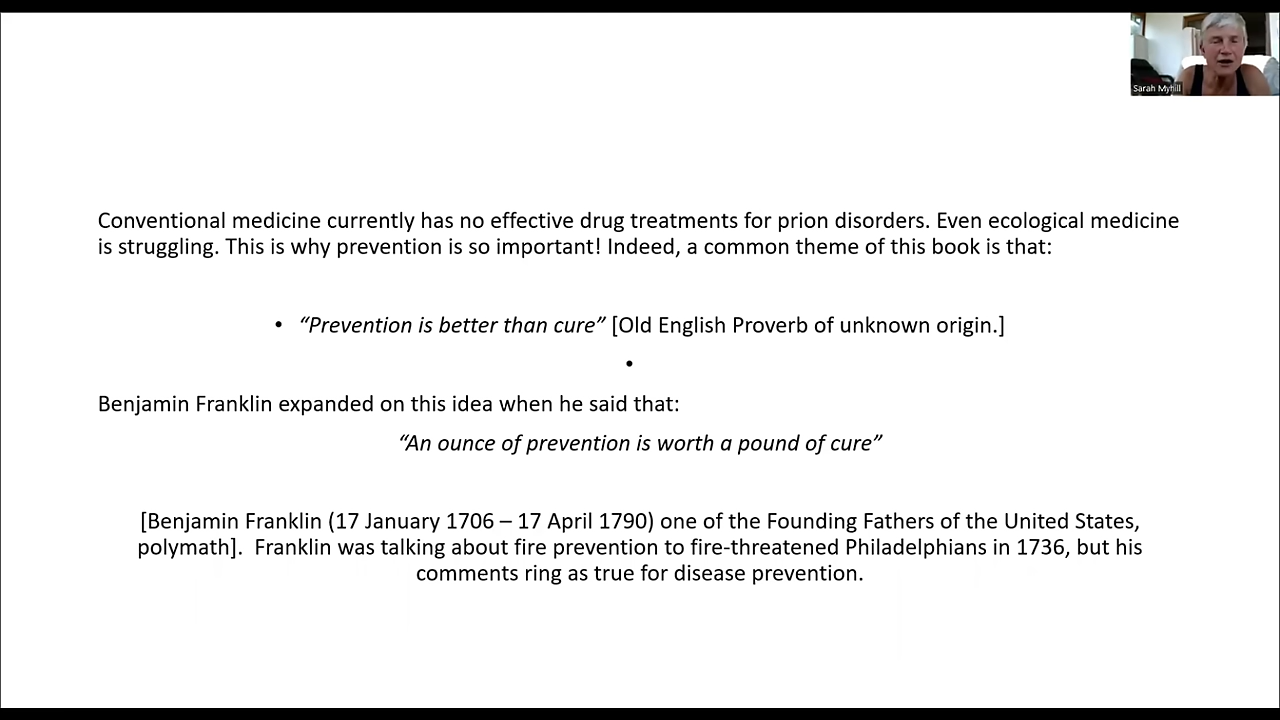 Sarah Myhill
Conventional medicine currently has no effective drug treatments for prion disorders. Even ecological medicine
is struggling. This is why prevention is so important! Indeed, a common theme of this book is that:
• “Prevention is better than cure” [Old English Proverb of unknown origin.]
•
Benjamin Franklin expanded on this idea when he said that:
“An ounce of prevention is worth a pound of cure”
[Benjamin Franklin (17 January 1706 – 17 April 1790) one of the Founding Fathers of the United States,
polymath].  Franklin was talking about fire prevention to fire-threatened Philadelphians in 1736, but his
comments ring as true for disease prevention.